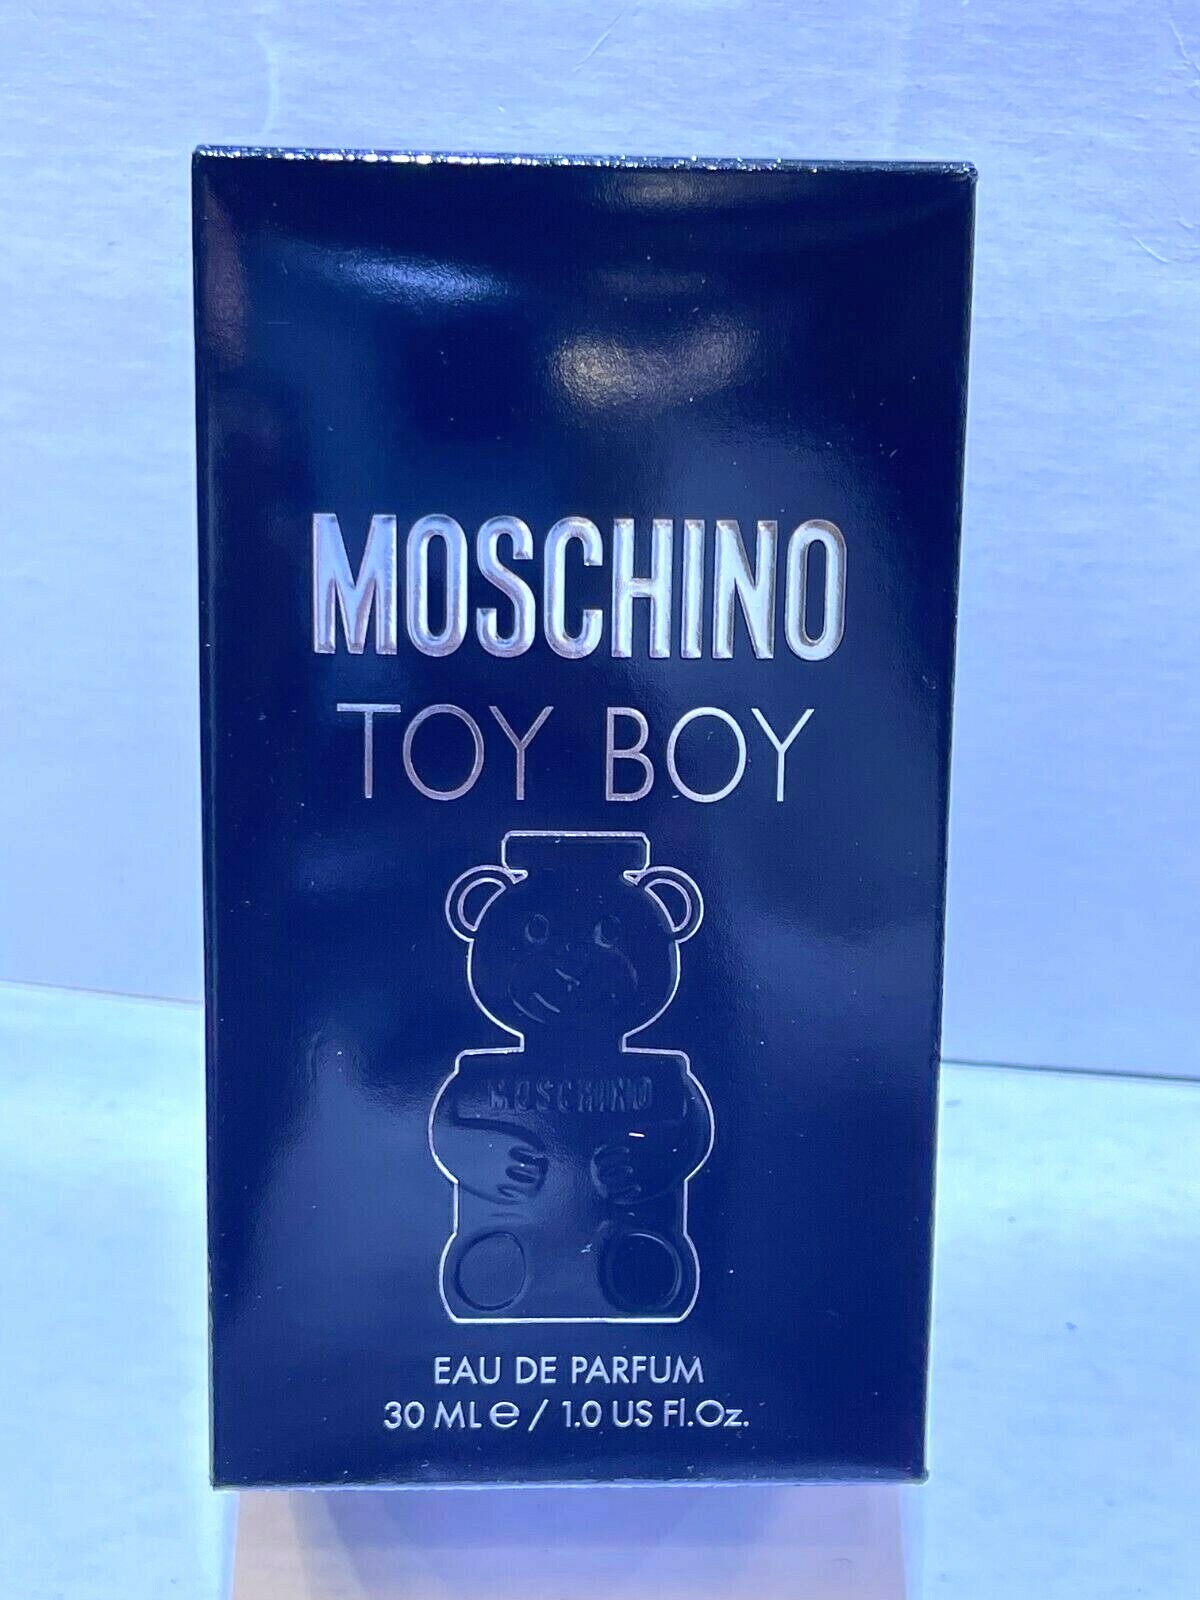 MOSCHINO
TOY BOY
MOSCHINO
EAU DE PARFUM
30 ML ℮ / 1.0 US Fl.Oz.